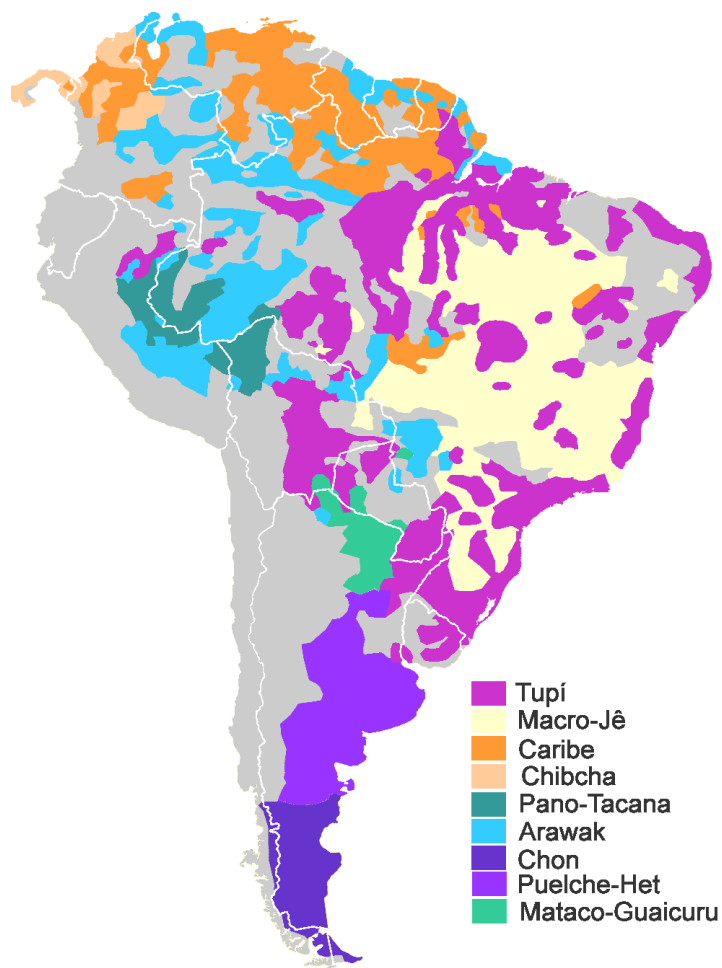 Tupí
Macro-Jê
Caribe
Chibcha
Pano-Tacana
Arawak
Chon
Puelche-Het
Mataco-Guaicuru